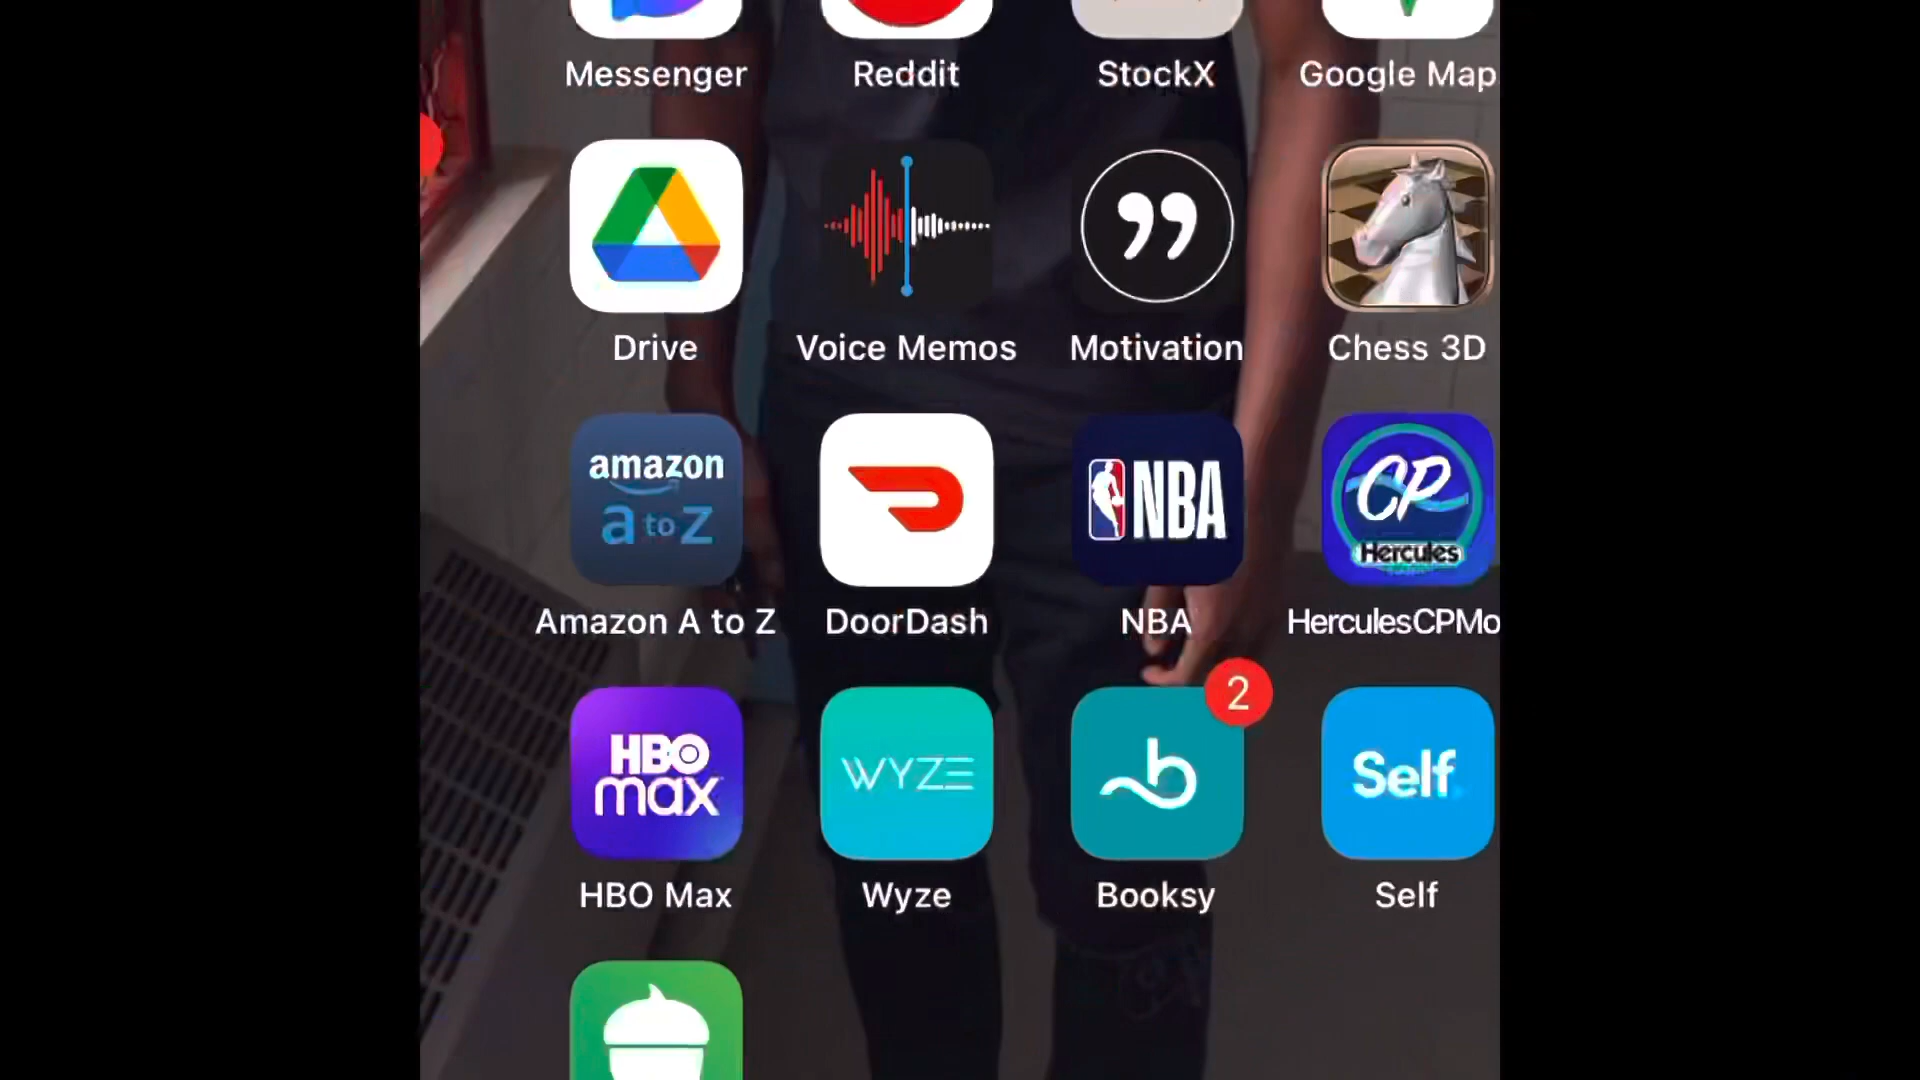 Messenger Reddit StockX Google Map
Drive Voice Memos Motivation Chess 3D
amazon
a to z
NBA
CP
Hercules
Amazon A to Z DoorDash NBA HerculesCPMo
2
HBO
max
WYZE
b
Self.
HBO Max Wyze Booksy Self